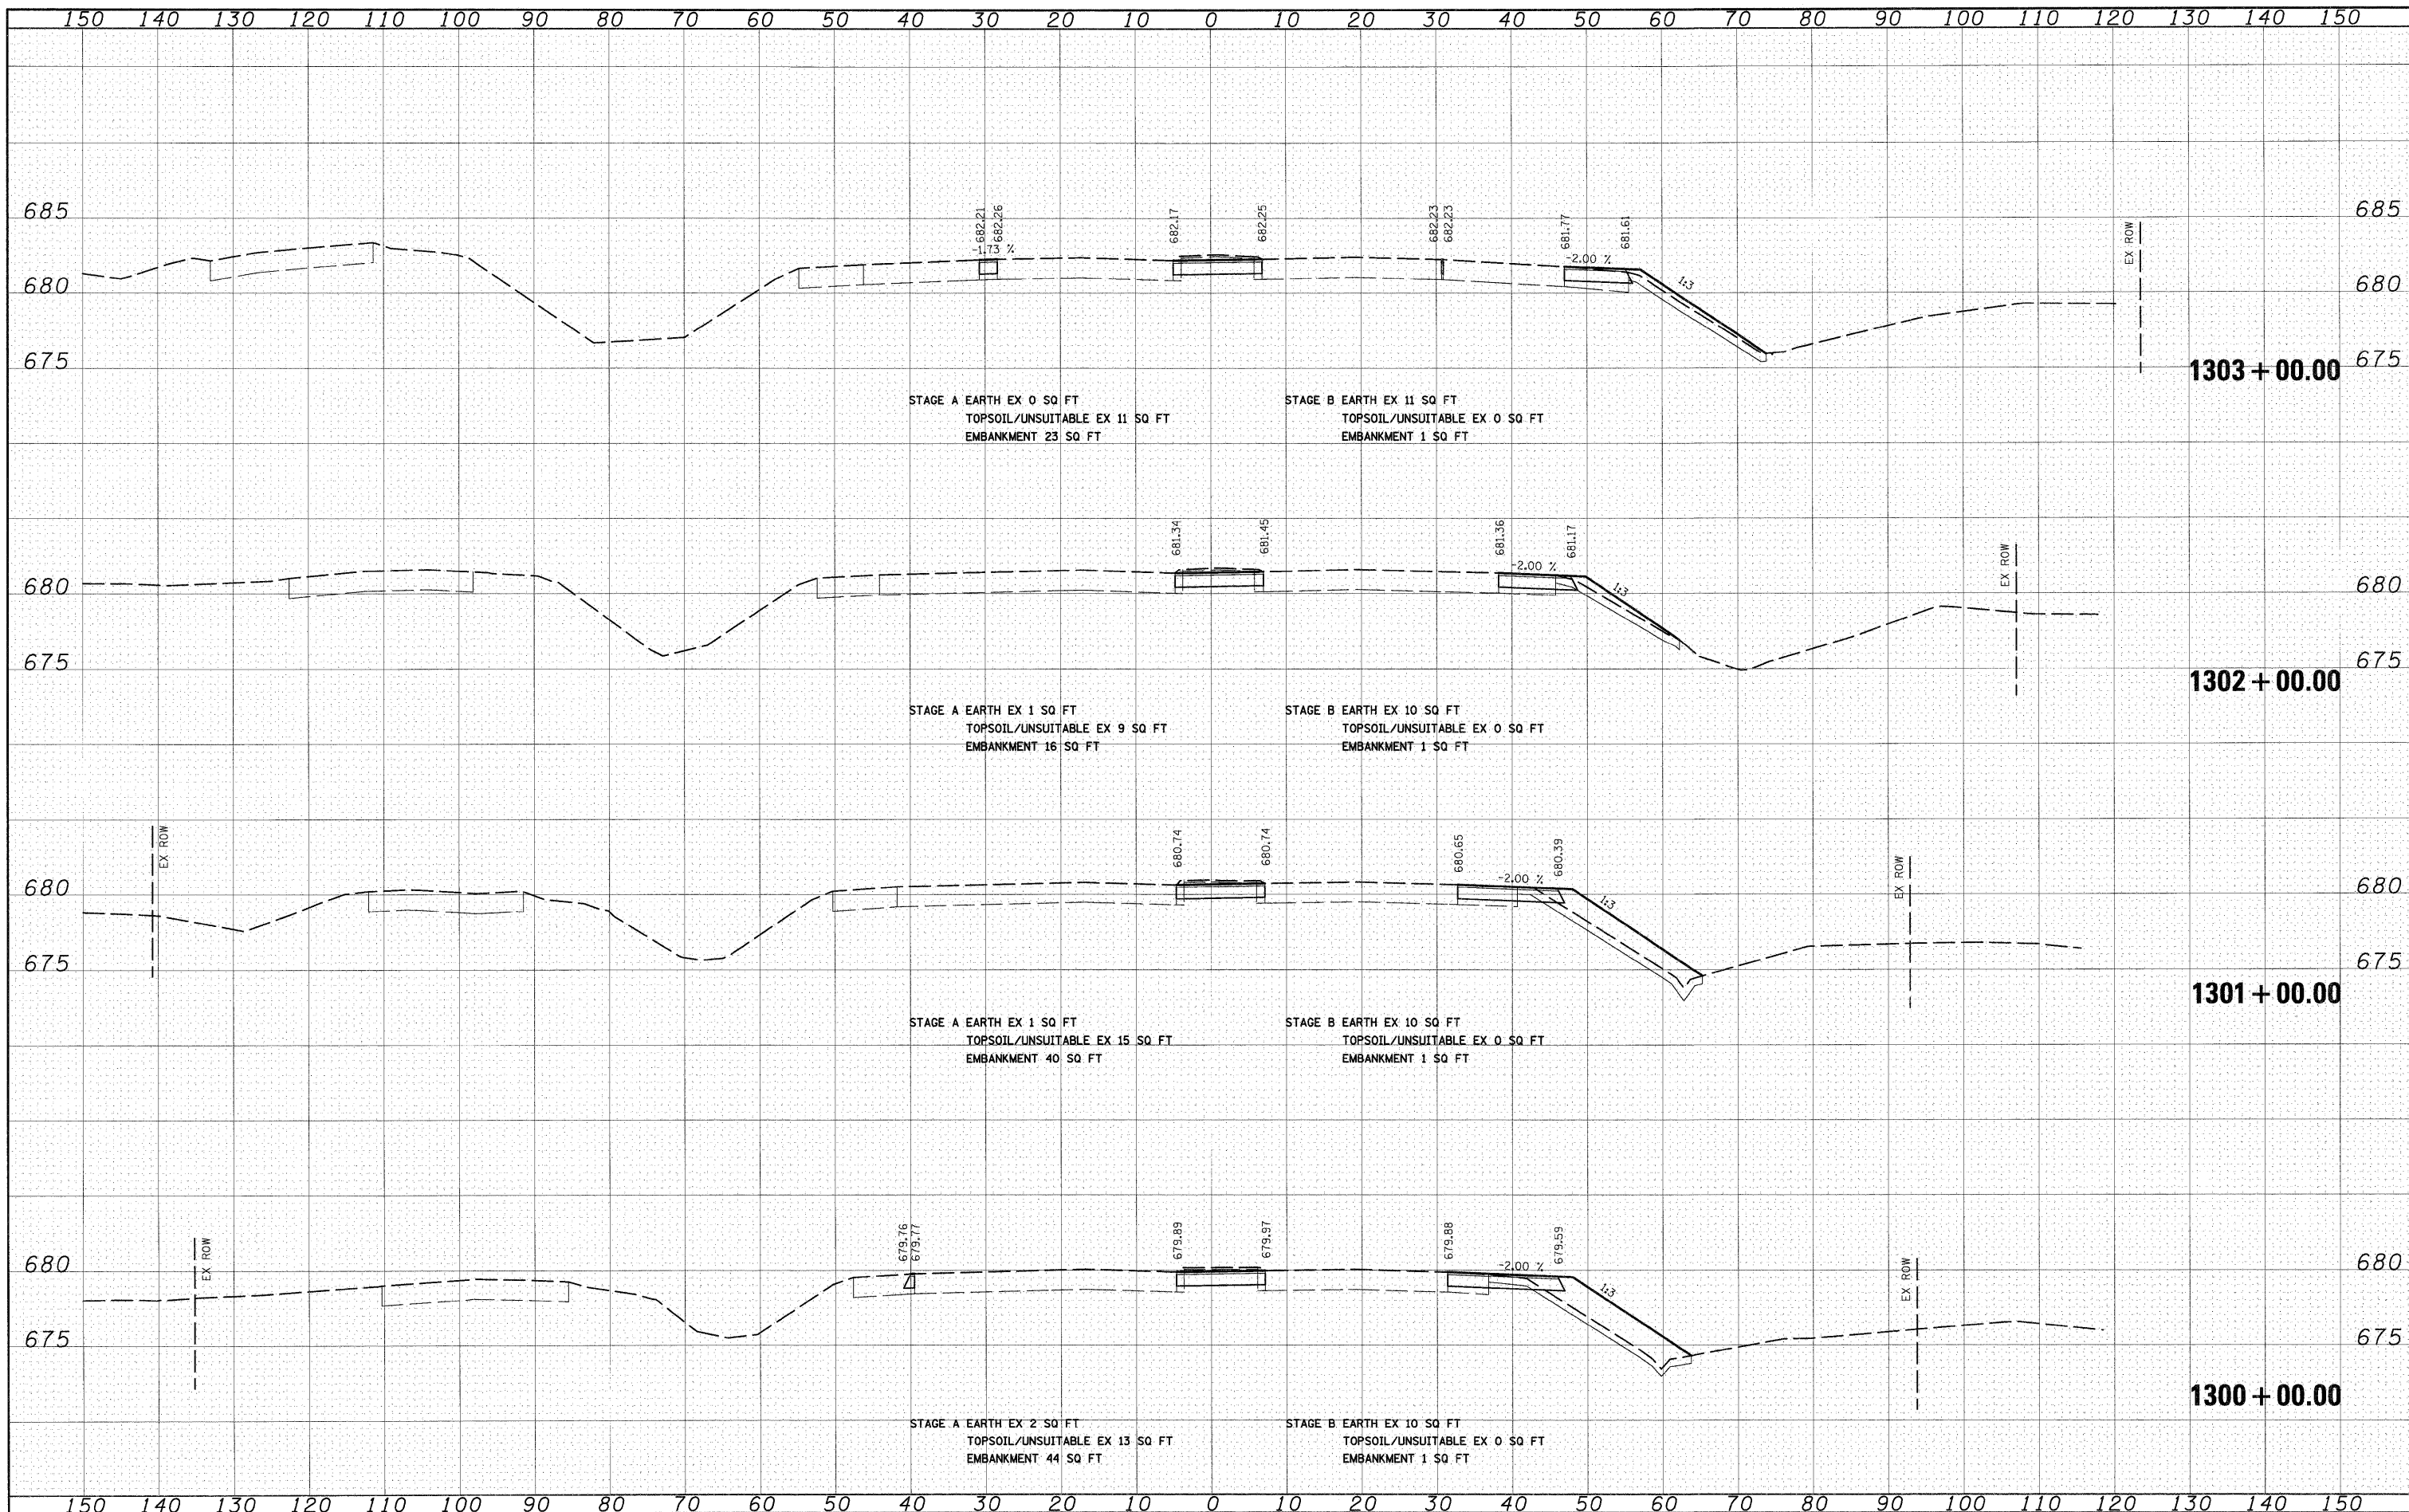 150 140 130 120 110 100 90 80 70 60 50 40 30 20 10 0 10 20 30 40 50 60 70 80 90 100 110 120 130 140 150
685 682.21 682.26 682.17 682.25 682.23 682.23 681.77 681.61 EX ROW 685
-1.73 % -2.00 %
680 1:3 680
675 675
1303+00.00
STAGE A EARTH EX 0 SQ FT STAGE B EARTH EX 11 SQ FT
TOPSOIL/UNSUITABLE EX 11 SQ FT TOPSOIL/UNSUITABLE EX 0 SQ FT
EMBANKMENT 23 SQ FT EMBANKMENT 1 SQ FT
681.34 681.45 681.36 681.17 EX ROW
-2.00 %
680 1:3 680
675 675
1302+00.00
STAGE A EARTH EX 1 SQ FT STAGE B EARTH EX 10 SQ FT
TOPSOIL/UNSUITABLE EX 9 SQ FT TOPSOIL/UNSUITABLE EX 0 SQ FT
EMBANKMENT 16 SQ FT EMBANKMENT 1 SQ FT
EX ROW 680.74 680.74 680.65 680.39 EX ROW
-2.00 %
680 1:3 680
675 675
1301+00.00
STAGE A EARTH EX 1 SQ FT STAGE B EARTH EX 10 SQ FT
TOPSOIL/UNSUITABLE EX 15 SQ FT TOPSOIL/UNSUITABLE EX 0 SQ FT
EMBANKMENT 40 SQ FT EMBANKMENT 1 SQ FT
EX ROW 679.76 679.77 679.89 679.97 679.88 679.59 EX ROW
-2.00 %
680 1:3 680
675 675
1300+00.00
STAGE A EARTH EX 2 SQ FT STAGE B EARTH EX 10 SQ FT
TOPSOIL/UNSUITABLE EX 13 SQ FT TOPSOIL/UNSUITABLE EX 0 SQ FT
EMBANKMENT 44 SQ FT EMBANKMENT 1 SQ FT
150 140 130 120 110 100 90 80 70 60 50 40 30 20 10 0 10 20 30 40 50 60 70 80 90 100 110 120 130 140 150